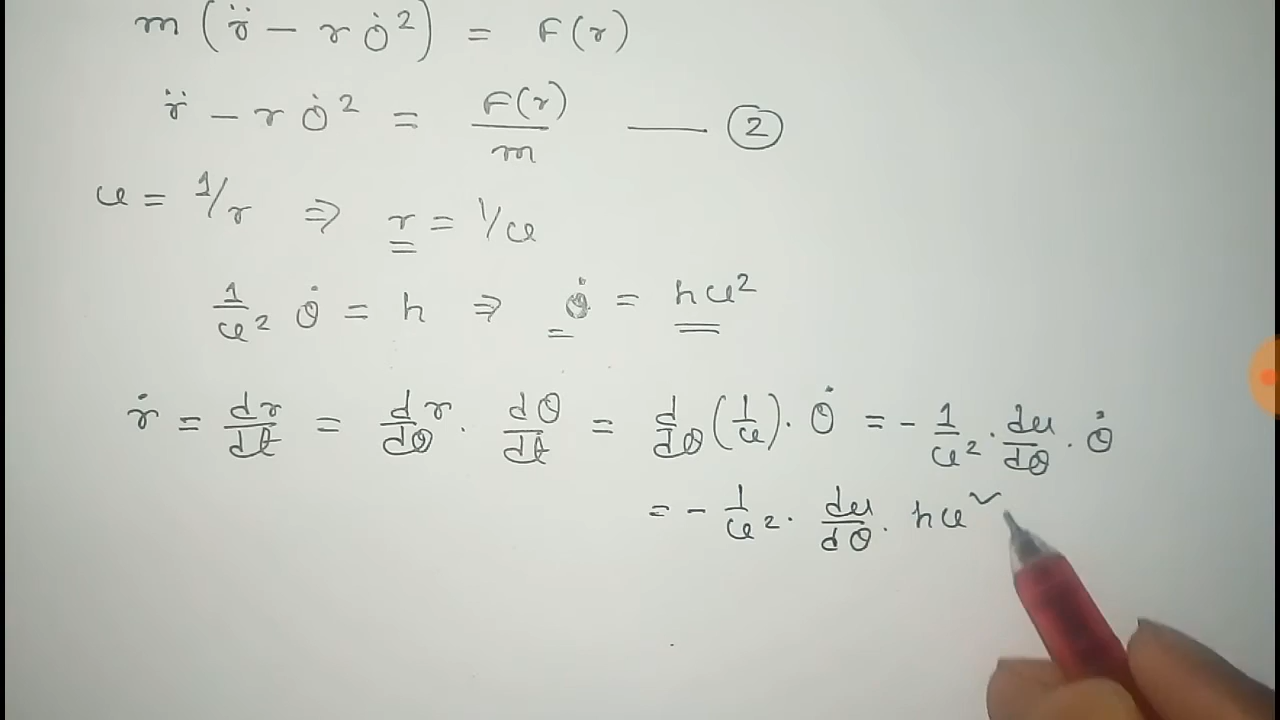 m (r̈ − r θ̇²) = F(r)
r̈ − r θ̇² = F(r)/m —— ②
u = 1/r ⇒ r = 1/u
1/u² θ̇ = h ⇒ θ̇ = hu²
ṙ = dr/dt = dr/dθ · dθ/dt = d/dθ (1/u) · θ̇ = − 1/u² · du/dθ · θ̇
= − 1/u² · du/dθ · hu²